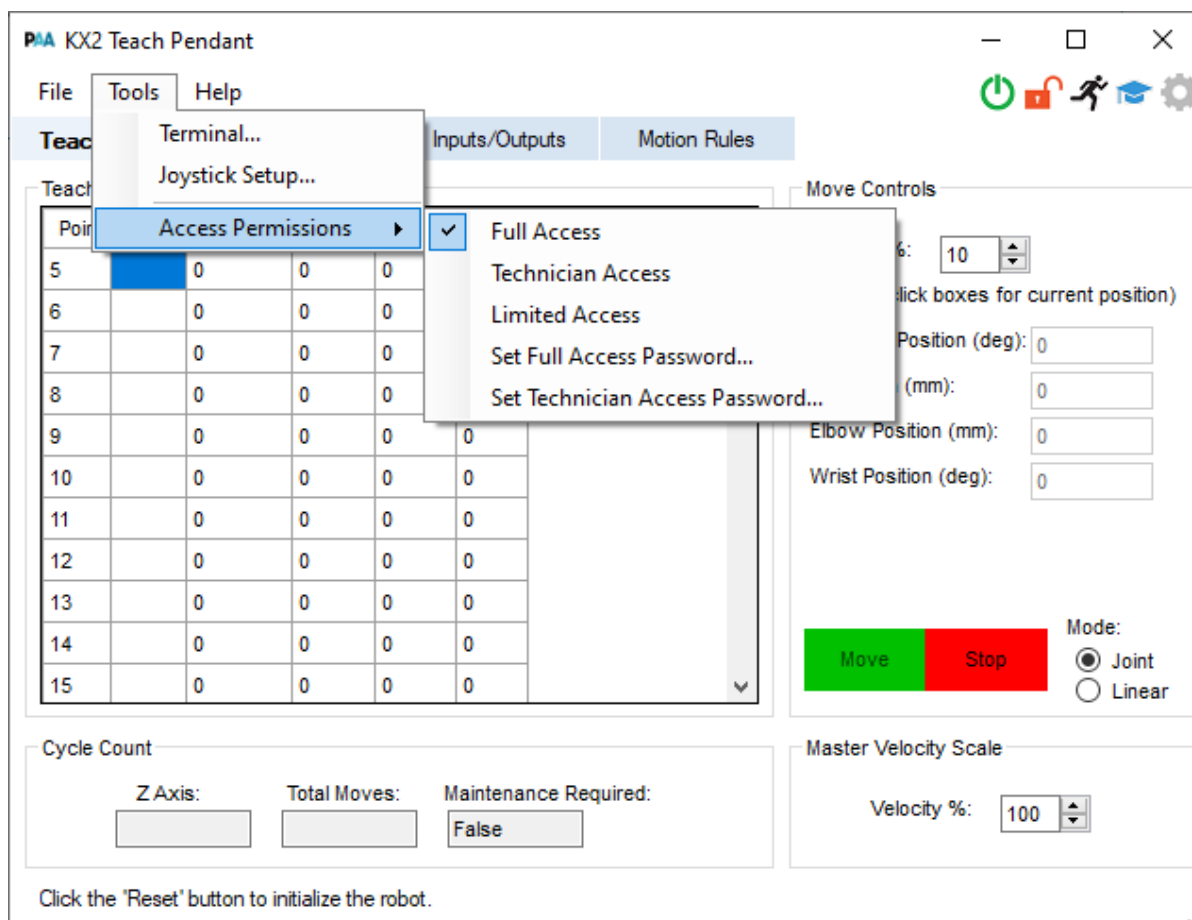 PAA KX2 Teach Pendant
File Tools Help
Teac Inputs/Outputs Motion Rules
Terminal...
Joystick Setup...
Access Permissions
Full Access
Technician Access
Limited Access
Set Full Access Password...
Set Technician Access Password...
Teach
Poin
5 0 0 0
6 0 0 0
7 0 0 0
8 0 0 0
9 0 0 0 0
10 0 0 0 0
11 0 0 0 0
12 0 0 0 0
13 0 0 0 0
14 0 0 0 0
15 0 0 0 0
Move Controls
%: 10
click boxes for current position)
Position (deg): 0
(mm): 0
Elbow Position (mm): 0
Wrist Position (deg): 0
Move Stop
Mode:
Joint
Linear
Cycle Count
Z Axis: Total Moves: Maintenance Required:
False
Master Velocity Scale
Velocity %: 100
Click the "Reset" button to initialize the robot.